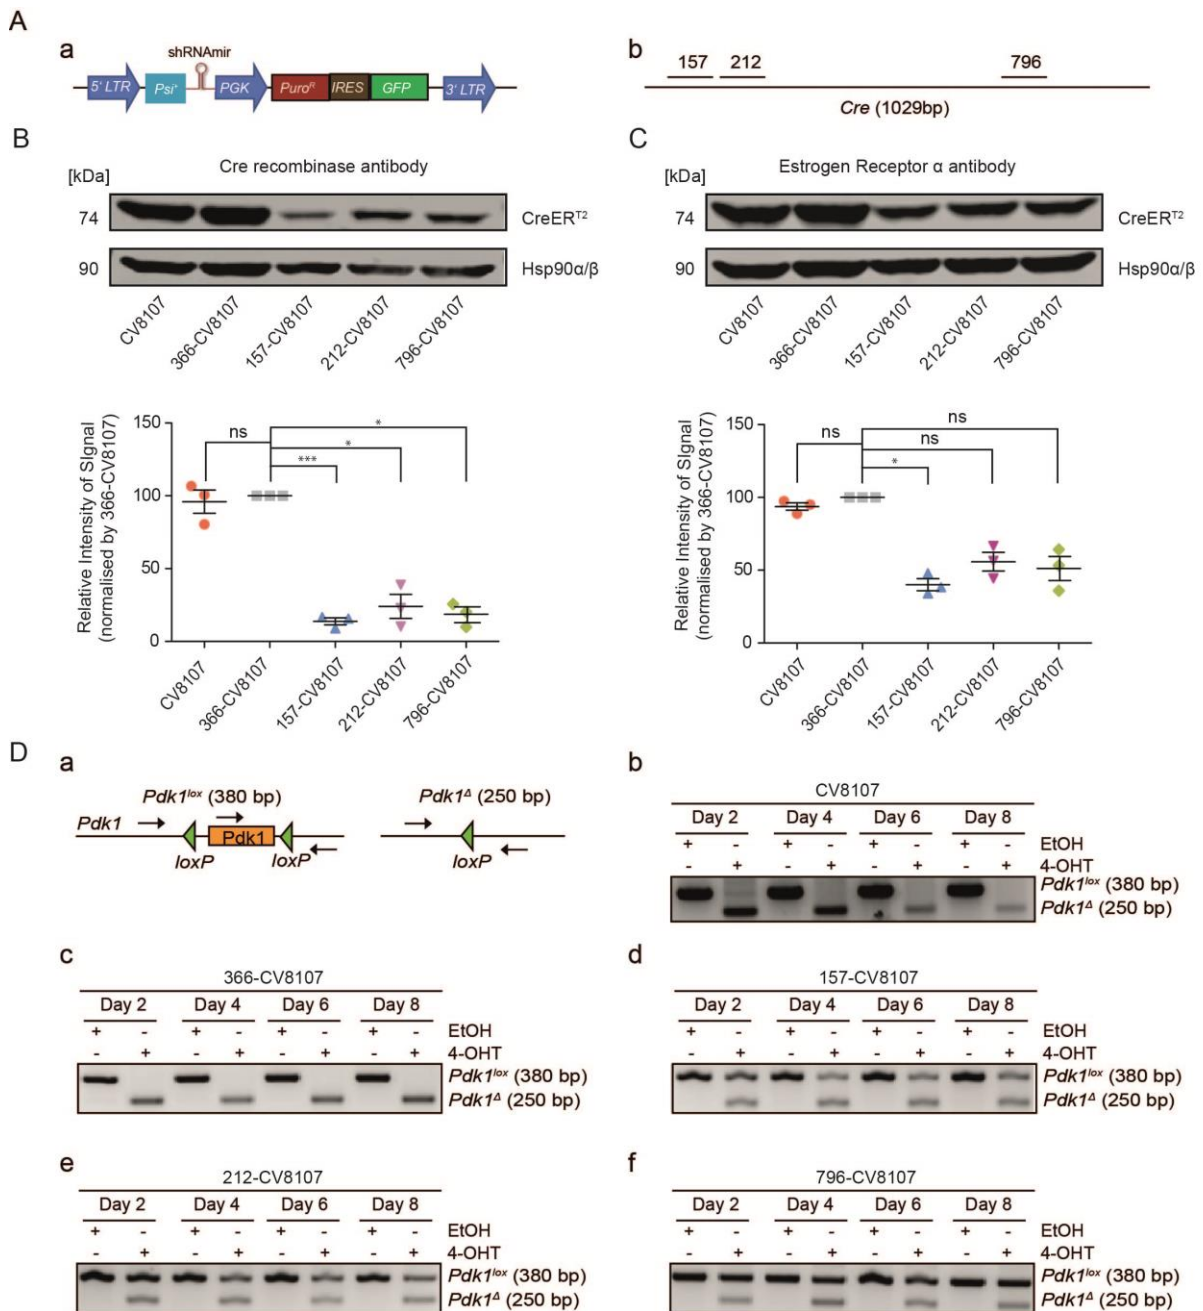 A
a
shRNAmir
5' LTR Psi⁺ PGK Puroᴿ IRES GFP 3' LTR
b
157 212 796
Cre (1029bp)
B
Cre recombinase antibody
[kDa]
74 CreERᵀ²
90 Hsp90α/β
CV8107 366-CV8107 157-CV8107 212-CV8107 796-CV8107
Relative Intensity of SIgnal
(normalised by 366-CV8107)
150
100
50
0
ns *** * *
CV8107 366-CV8107 157-CV8107 212-CV8107 796-CV8107
C
Estrogen Receptor α antibody
[kDa]
74 CreERᵀ²
90 Hsp90α/β
CV8107 366-CV8107 157-CV8107 212-CV8107 796-CV8107
Relative Intensity of Signal
(normalised by 366-CV8107)
150
100
50
0
ns * ns ns
CV8107 366-CV8107 157-CV8107 212-CV8107 796-CV8107
D
a
Pdk1ˡᵒˣ (380 bp) Pdk1ᐞ (250 bp)
Pdk1 Pdk1
loxP loxP loxP
b
CV8107
Day 2 Day 4 Day 6 Day 8
+ - + - + - + - EtOH
- + - + - + - + 4-OHT
Pdk1ˡᵒˣ (380 bp)
Pdk1ᐞ (250 bp)
c
366-CV8107
Day 2 Day 4 Day 6 Day 8
+ - + - + - + - EtOH
- + - + - + - + 4-OHT
Pdk1ˡᵒˣ (380 bp)
Pdk1ᐞ (250 bp)
d
157-CV8107
Day 2 Day 4 Day 6 Day 8
+ - + - + - + - EtOH
- + - + - + - + 4-OHT
Pdk1ˡᵒˣ (380 bp)
Pdk1ᐞ (250 bp)
e
212-CV8107
Day 2 Day 4 Day 6 Day 8
+ - + - + - + - EtOH
- + - + - + - + 4-OHT
Pdk1ˡᵒˣ (380 bp)
Pdk1ᐞ (250 bp)
f
796-CV8107
Day 2 Day 4 Day 6 Day 8
+ - + - + - + - EtOH
- + - + - + - + 4-OHT
Pdk1ˡᵒˣ (380 bp)
Pdk1ᐞ (250 bp)